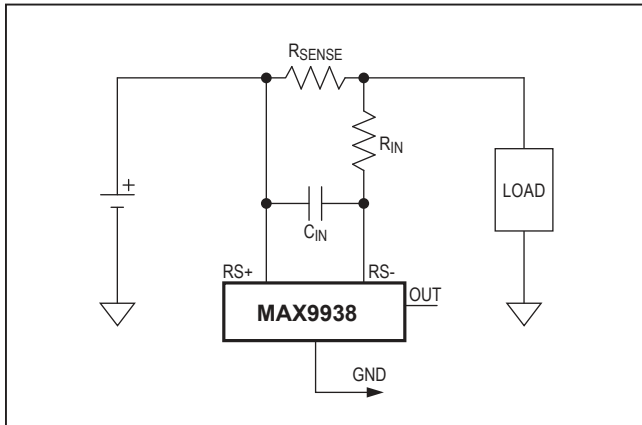 RSENSE
RIN
+
LOAD
CIN
RS+
RS-
OUT
MAX9938
GND